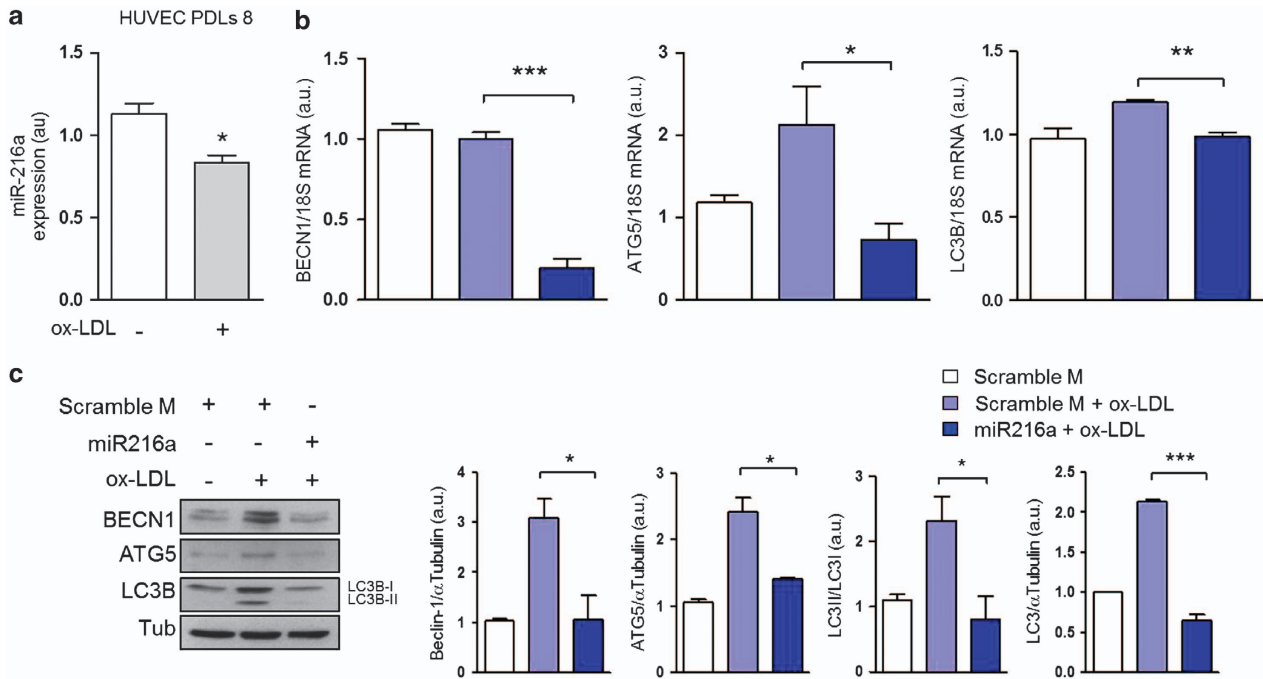 a
HUVEC PDLs 8
miR-216a
expression (au)
1.5
1.0
0.5
0.0
*
ox-LDL - +
b
BECN1/18S mRNA (a.u.)
1.5
1.0
0.5
0.0
***
ATG5/18S mRNA (a.u.)
3
2
1
0
*
LC3B/18S mRNA (a.u.)
1.5
1.0
0.5
0.0
**
c
Scramble M + + -
miR216a - - +
ox-LDL - + +
BECN1
ATG5
LC3B
LC3B-I
LC3B-II
Tub
Scramble M
Scramble M + ox-LDL
miR216a + ox-LDL
Beclin-1/αTubulin (a.u.)
4
3
2
1
0
*
ATG5/αTubulin (a.u.)
3
2
1
0
*
LC3II/LC3I (a.u.)
3
2
1
0
*
LC3/αTubulin (a.u.)
2.5
2.0
1.5
1.0
0.5
0.0
***